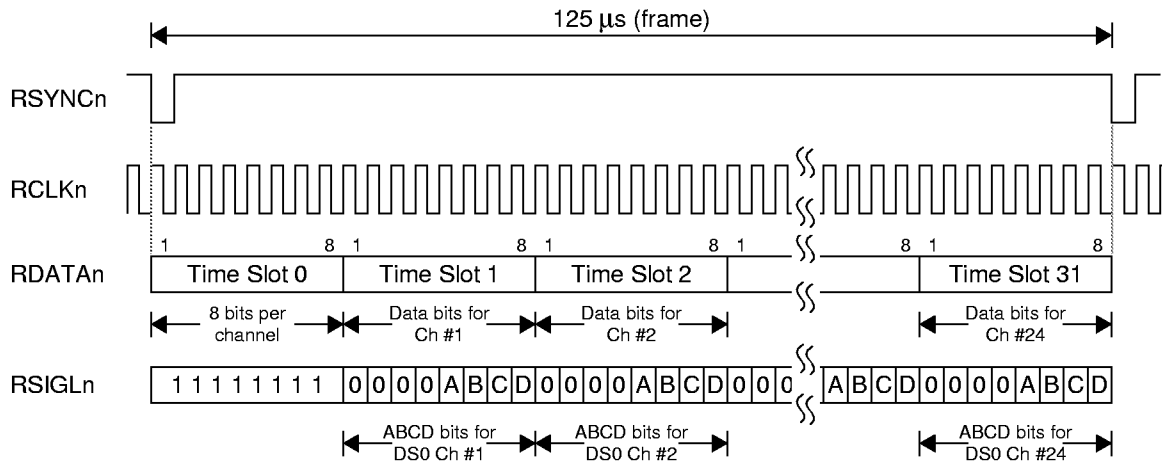 125 µs (frame)
RSYNCn
RCLKn
1 8 1 8 1 8 1 8 1 8
RDATAn Time Slot 0 Time Slot 1 Time Slot 2 Time Slot 31
8 bits per channel Data bits for Ch #1 Data bits for Ch #2 Data bits for Ch #24
RSIGLn 1 1 1 1 1 1 1 1 0 0 0 0 A B C D 0 0 0 0 A B C D 0 0 0 A B C D 0 0 0 0 A B C D
ABCD bits for DS0 Ch #1 ABCD bits for DS0 Ch #2 ABCD bits for DS0 Ch #24